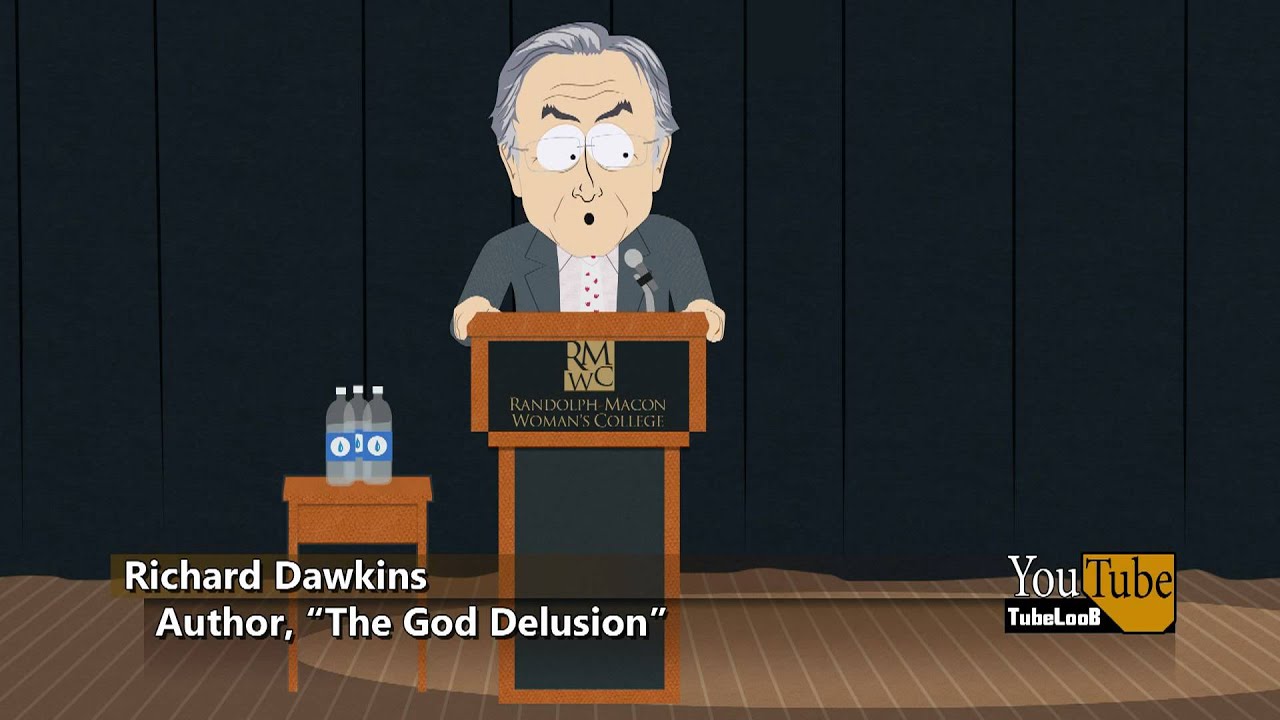 RM
WC
RANDOLPH-MACON
WOMAN'S COLLEGE
Richard Dawkins
Author, “The God Delusion”
YouTube
TubeLooB